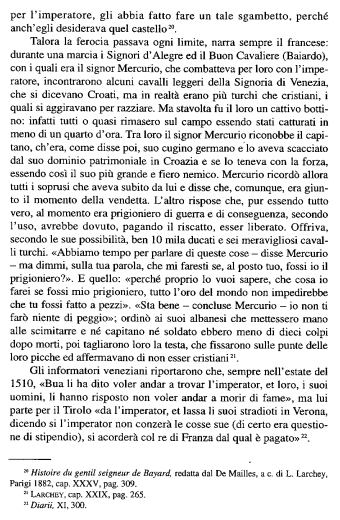 per l'imperatore, gli abbia fatto fare un tale sgambetto, perché
anch'egli desiderava quel castello²⁰.
Talora la ferocia passava ogni limite, narra sempre il francese:
durante una marcia i Signori d'Alegre ed il Buon Cavaliere (Baiardo),
con i quali era il signor Mercurio, che combatteva per loro con l'impe-
ratore, incontrarono alcuni cavalli leggeri della Signoria di Venezia,
che si dicevano Croati, ma in realtà erano più turchi che cristiani, i
quali si aggiravano per razziare. Ma stavolta fu il loro un cattivo botti-
no: infatti tutti o quasi rimasero sul campo essendo stati catturati in
meno di un quarto d'ora. Tra loro il signor Mercurio riconobbe il capi-
tano, ch'era, come disse poi, suo cugino germano e lo aveva scacciato
dal suo dominio patrimoniale in Croazia e se lo teneva con la forza,
essendo così il suo più grande e fiero nemico. Mercurio ricordò allora
tutti i soprusi che aveva subito da lui e disse che, comunque, era giun-
to il momento della vendetta. L'altro rispose che, pur essendo tutto
vero, al momento era prigioniero di guerra e di conseguenza, secondo
l'uso, avrebbe dovuto, pagando il riscatto, esser liberato. Offriva,
secondo le sue possibilità, ben 10 mila ducati e sei meravigliosi caval-
li turchi. «Abbiamo tempo per parlare di queste cose – disse Mercurio
– ma dimmi, sulla tua parola, che mi faresti se, al posto tuo, fossi io il
prigioniero?». E quello: «perché proprio lo vuoi sapere, che cosa io
farei se fossi mio prigioniero, tutto l'oro del mondo non impedirebbe
che tu fossi fatto a pezzi». «Sta bene – concluse Mercurio – io non ti
farò niente di peggio»; ordinò ai suoi albanesi che mettessero mano
alle scimitarre e né capitano né soldato ebbero meno di dieci colpi
dopo morti, poi tagliarono loro la testa, che fissarono sulle punte delle
loro picche ed affermavano di non esser cristiani²¹.
Gli informatori veneziani riportarono che, sempre nell'estate del
1510, «Bua li ha dito voler andar a trovar l'imperator, et loro, i suoi
uomini, li hanno risposto non voler andar a morir di fame», ma lui
parte per il Tirolo «da l'imperator, et lassa li suoi stradioti in Verona,
dicendo si l'imperator non conzerà le cosse sue (di certo era questio-
ne di stipendio), si acorderà col re di Franza dal qual è pagato»²².
²⁰ Histoire du gentil seigneur de Bayard, redatta dal De Mailles, a c. di L. Larchey,
Parigi 1882, cap. XXXV, pag. 309.
²¹ LARCHEY, cap. XXIX, pag. 265.
²² Diarii, XI, 300.